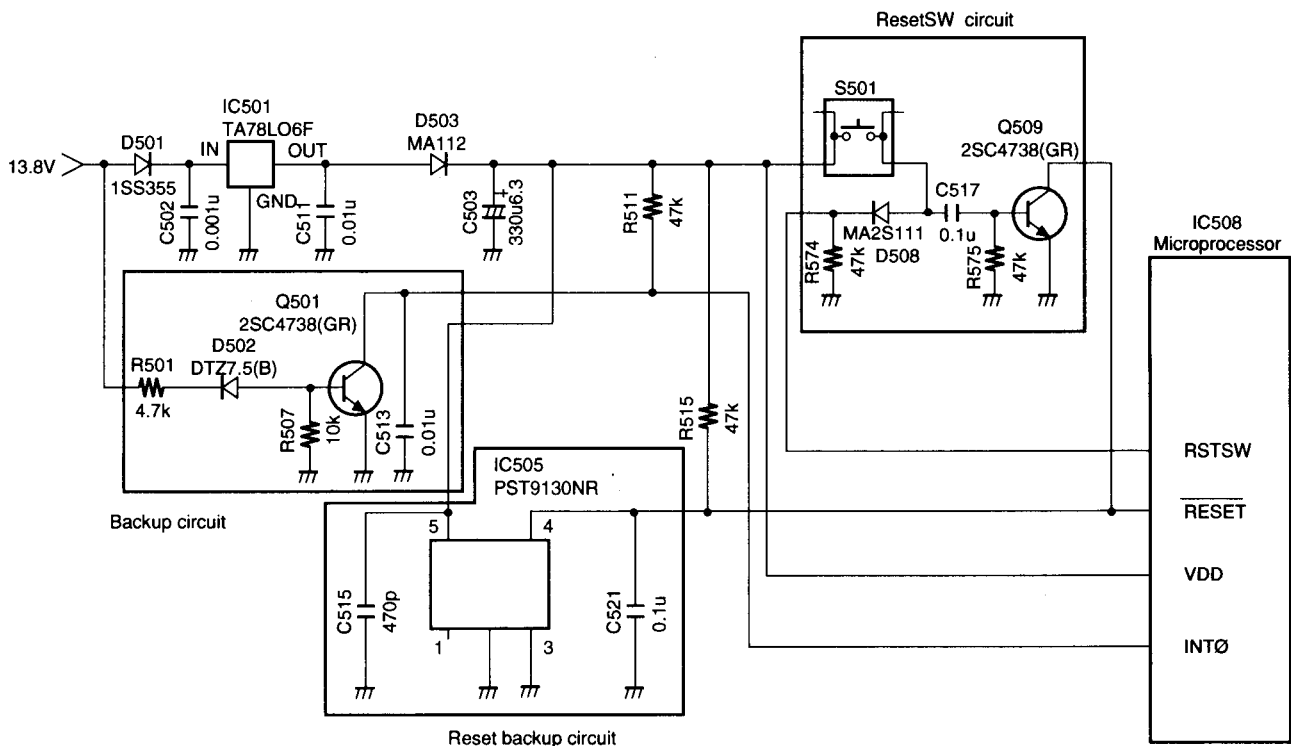 ResetSW circuit
S501
IC501
TA78LO6F
D503
MA112
Q509
2SC4738(GR)
D501
IN
OUT
13.8V
1SS355
GND
C502
0.001u
C511
0.01u
C503
+
330u6.3
R511
47k
C517
0.1u
MA2S111
D508
R574
47k
R575
47k
IC508
Microprocessor
Q501
2SC4738(GR)
D502
DTZ7.5(B)
R501
4.7k
R507
10k
C513
0.01u
R515
47k
Backup circuit
IC505
PST9130NR
5
4
C515
470p
1
3
C521
0.1u
RSTSW
RESET
VDD
INTØ
Reset backup circuit